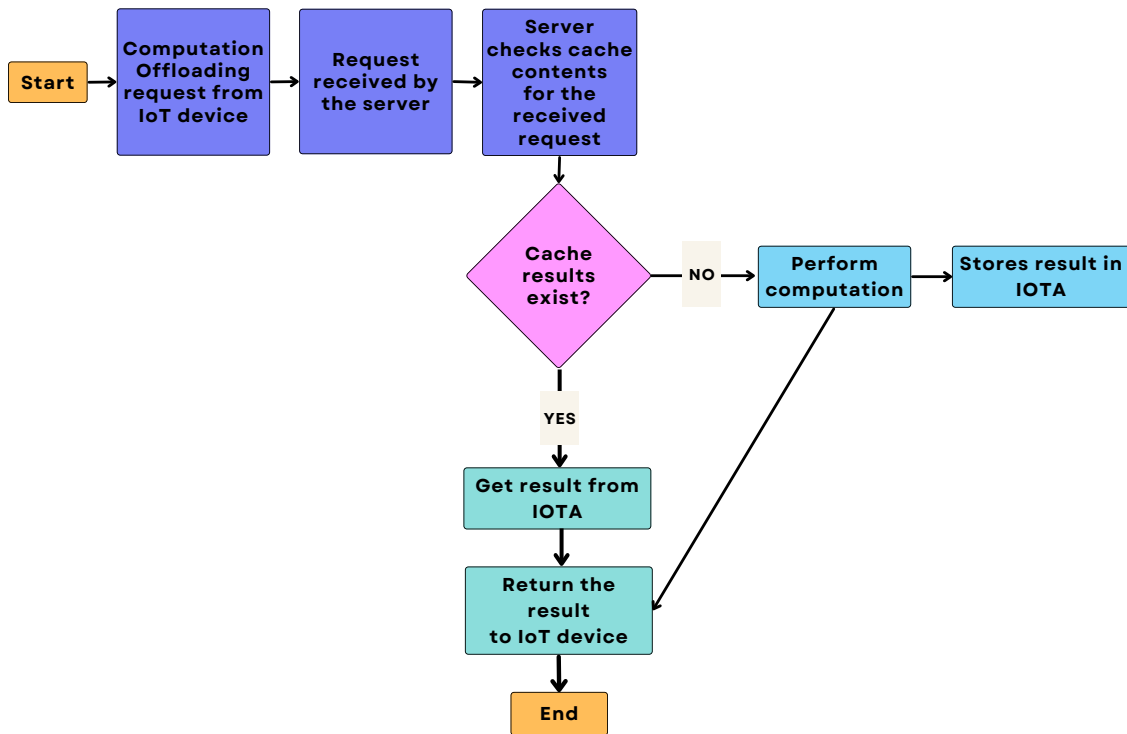 Start
Computation
Offloading
request from
IoT device
Request
received by
the server
Server
checks cache
contents
for the
received
request
Cache
results
exist?
NO
Perform
computation
Stores result in
IOTA
YES
Get result from
IOTA
Return the
result
to IoT device
End